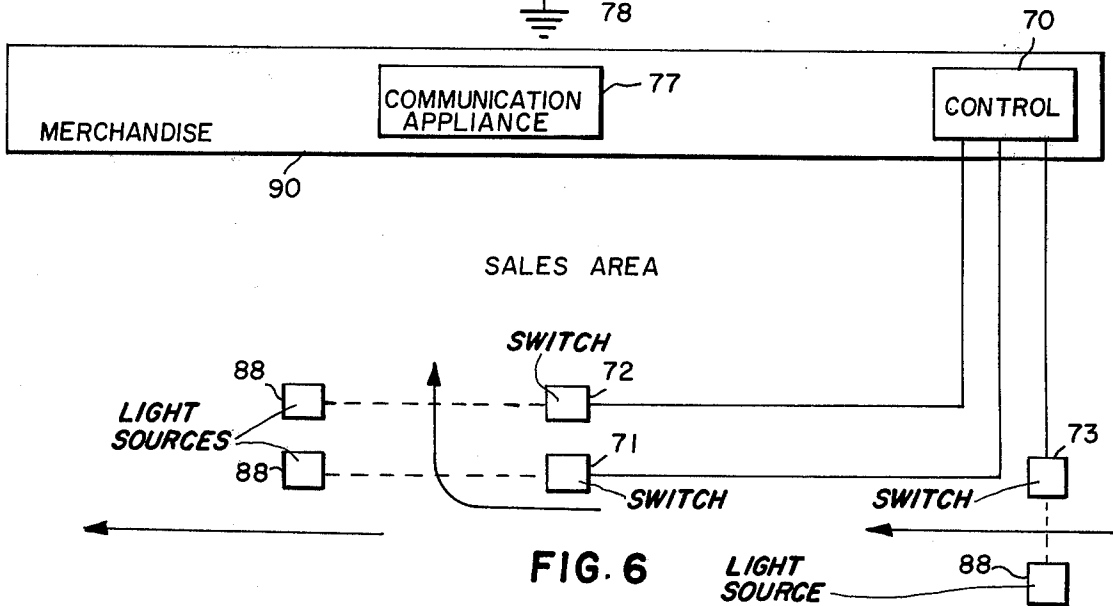 78
70
COMMUNICATION
APPLIANCE
77
CONTROL
MERCHANDISE
90
SALES AREA
SWITCH
88
72
LIGHT
SOURCES
71
73
88
SWITCH
SWITCH
FIG. 6
LIGHT
SOURCE
88